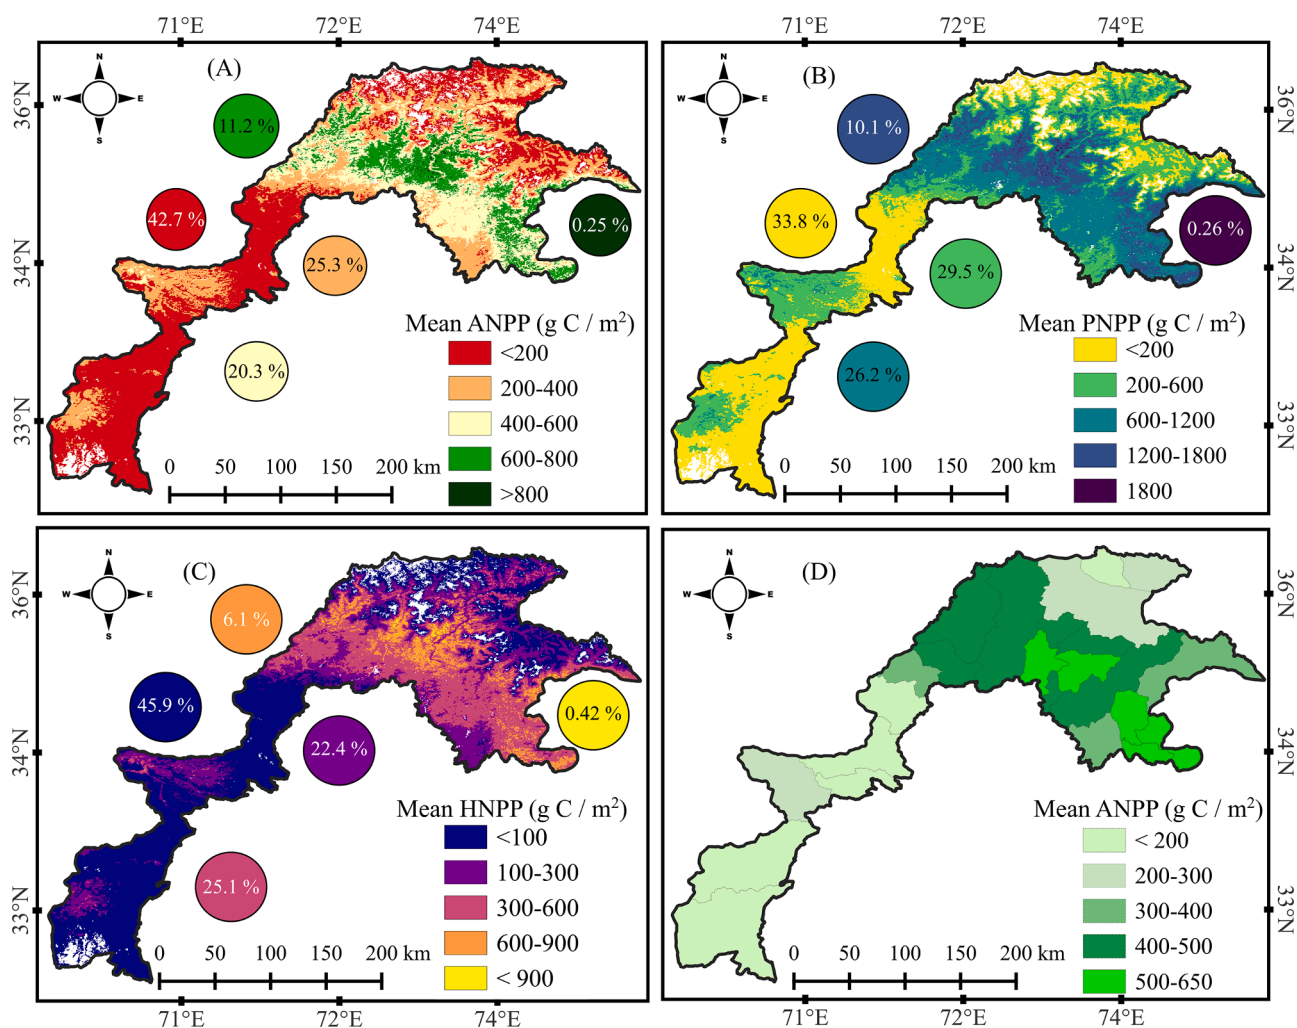 71°E 72°E 74°E
71°E 72°E 74°E
36°N
34°N
33°N
N
W E
S
(A)
11.2 %
42.7 %
25.3 %
0.25 %
20.3 %
Mean ANPP (g C / m²)
<200
200-400
400-600
600-800
>800
0 50 100 150 200 km
N
W E
S
(B)
10.1 %
33.8 %
29.5 %
0.26 %
26.2 %
Mean PNPP (g C / m²)
<200
200-600
600-1200
1200-1800
1800
0 50 100 150 200 km
36°N
34°N
33°N
36°N
34°N
33°N
N
W E
S
(C)
6.1 %
45.9 %
22.4 %
0.42 %
25.1 %
Mean HNPP (g C / m²)
<100
100-300
300-600
600-900
< 900
0 50 100 150 200 km
N
W E
S
(D)
Mean ANPP (g C / m²)
< 200
200-300
300-400
400-500
500-650
0 50 100 150 200 km
36°N
34°N
33°N
71°E 72°E 74°E
71°E 72°E 74°E